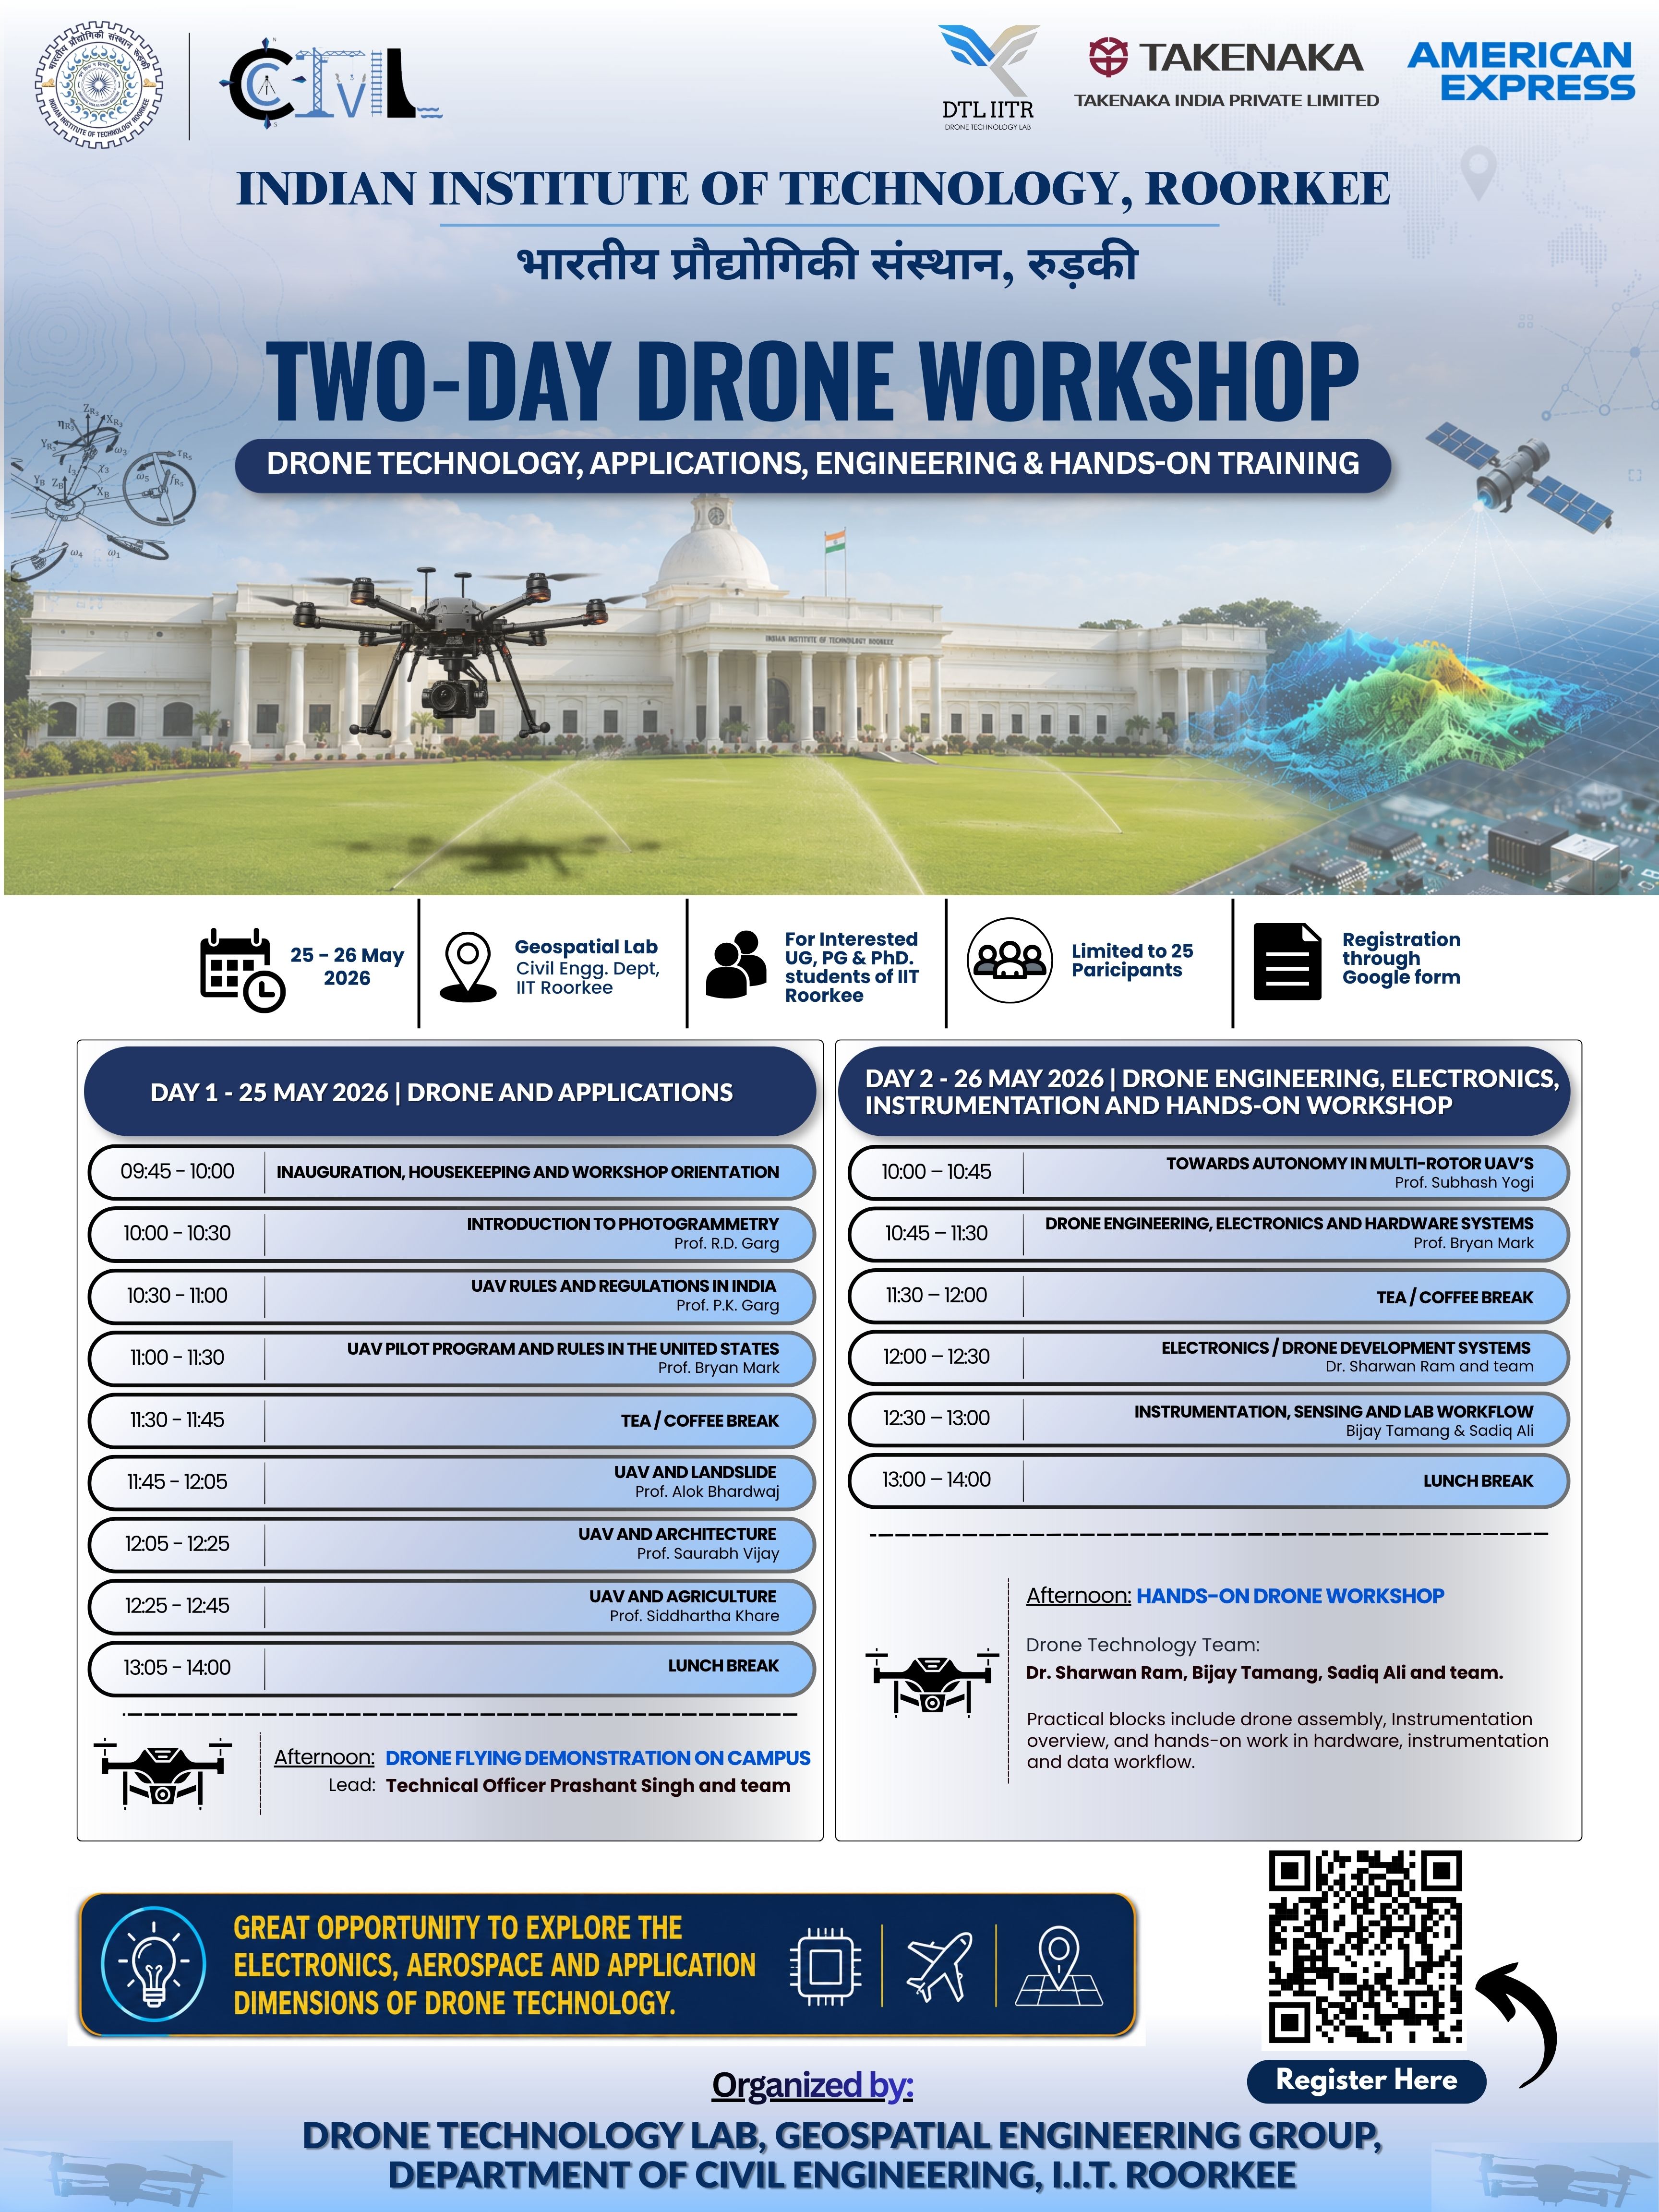 भारतीय प्रौद्योगिकी संस्थान रुड़की
INDIAN INSTITUTE OF TECHNOLOGY ROORKEE
CIVIL
N
S
DTL IITR
DRONE TECHNOLOGY LAB
TAKENAKA
TAKENAKA INDIA PRIVATE LIMITED
AMERICAN
EXPRESS
INDIAN INSTITUTE OF TECHNOLOGY, ROORKEE
भारतीय प्रौद्योगिकी संस्थान, रुड़की
TWO-DAY DRONE WORKSHOP
DRONE TECHNOLOGY, APPLICATIONS, ENGINEERING & HANDS-ON TRAINING
INDIAN INSTITUTE OF TECHNOLOGY ROORKEE
25 - 26 May
2026
Geospatial Lab
Civil Engg. Dept,
IIT Roorkee
For Interested
UG, PG & PhD.
students of IIT
Roorkee
Limited to 25
Paricipants
Registration
through
Google form
DAY 1 - 25 MAY 2026 | DRONE AND APPLICATIONS
09:45 - 10:00 INAUGURATION, HOUSEKEEPING AND WORKSHOP ORIENTATION
10:00 - 10:30 INTRODUCTION TO PHOTOGRAMMETRY
Prof. R.D. Garg
10:30 - 11:00 UAV RULES AND REGULATIONS IN INDIA
Prof. P.K. Garg
11:00 - 11:30 UAV PILOT PROGRAM AND RULES IN THE UNITED STATES
Prof. Bryan Mark
11:30 - 11:45 TEA / COFFEE BREAK
11:45 - 12:05 UAV AND LANDSLIDE
Prof. Alok Bhardwaj
12:05 - 12:25 UAV AND ARCHITECTURE
Prof. Saurabh Vijay
12:25 - 12:45 UAV AND AGRICULTURE
Prof. Siddhartha Khare
13:05 - 14:00 LUNCH BREAK
Afternoon: DRONE FLYING DEMONSTRATION ON CAMPUS
Lead: Technical Officer Prashant Singh and team
DAY 2 - 26 MAY 2026 | DRONE ENGINEERING, ELECTRONICS,
INSTRUMENTATION AND HANDS-ON WORKSHOP
10:00 – 10:45 TOWARDS AUTONOMY IN MULTI-ROTOR UAV'S
Prof. Subhash Yogi
10:45 – 11:30 DRONE ENGINEERING, ELECTRONICS AND HARDWARE SYSTEMS
Prof. Bryan Mark
11:30 – 12:00 TEA / COFFEE BREAK
12:00 – 12:30 ELECTRONICS / DRONE DEVELOPMENT SYSTEMS
Dr. Sharwan Ram and team
12:30 – 13:00 INSTRUMENTATION, SENSING AND LAB WORKFLOW
Bijay Tamang & Sadiq Ali
13:00 – 14:00 LUNCH BREAK
Afternoon: HANDS-ON DRONE WORKSHOP
Drone Technology Team:
Dr. Sharwan Ram, Bijay Tamang, Sadiq Ali and team.
Practical blocks include drone assembly, Instrumentation
overview, and hands-on work in hardware, instrumentation
and data workflow.
GREAT OPPORTUNITY TO EXPLORE THE
ELECTRONICS, AEROSPACE AND APPLICATION
DIMENSIONS OF DRONE TECHNOLOGY.
Register Here
Organized by:
DRONE TECHNOLOGY LAB, GEOSPATIAL ENGINEERING GROUP,
DEPARTMENT OF CIVIL ENGINEERING, I.I.T. ROORKEE